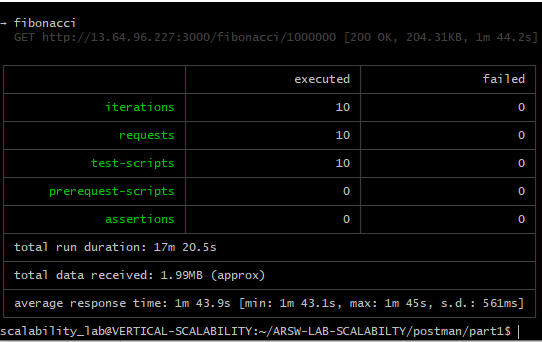 → fibonacci
GET http://13.64.96.227:3000/fibonacci/1000000 [200 OK, 204.31KB, 1m 44.2s]
executed failed
iterations 10 0
requests 10 0
test-scripts 10 0
prerequest-scripts 0 0
assertions 0 0
total run duration: 17m 20.5s
total data received: 1.99MB (approx)
average response time: 1m 43.9s [min: 1m 43.1s, max: 1m 45s, s.d.: 561ms]
scalability_lab@VERTICAL-SCALABILITY:~/ARSW-LAB-SCALABILTY/postman/part1$